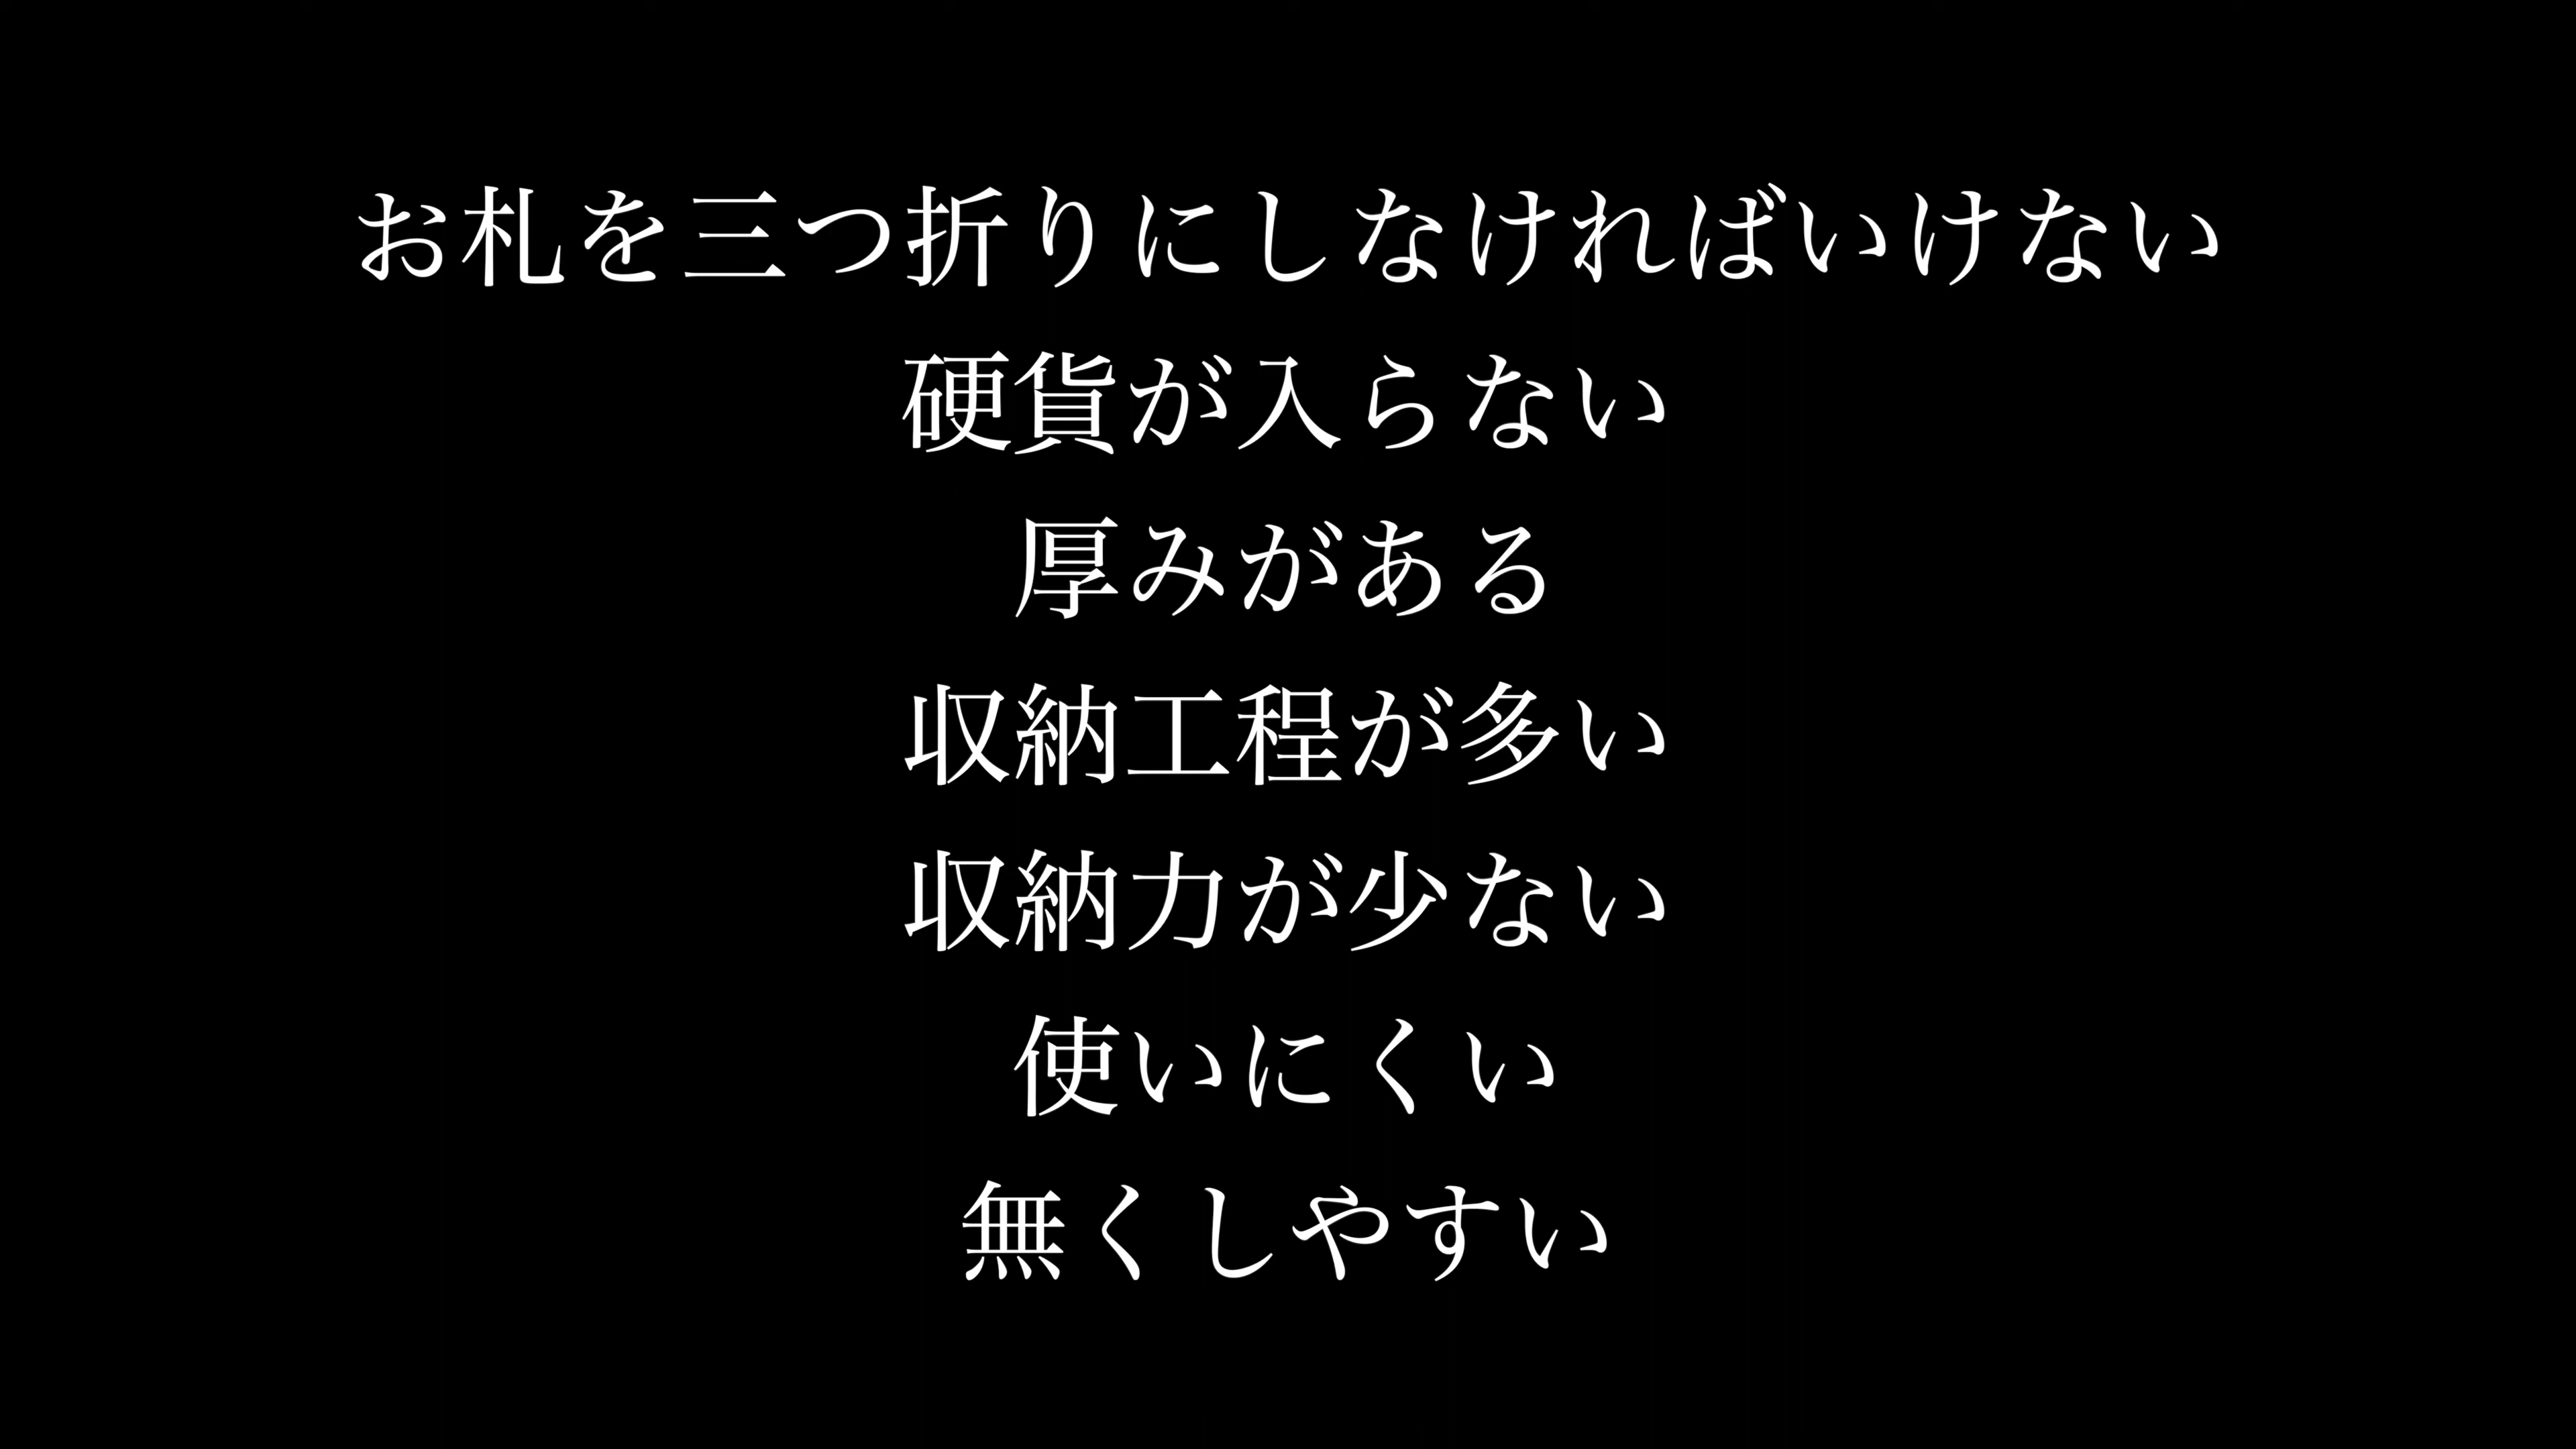 お札を三つ折りにしなければいけない
硬貨が入らない
厚みがある
収納工程が多い
収納力が少ない
使いにくい
無くしやすい